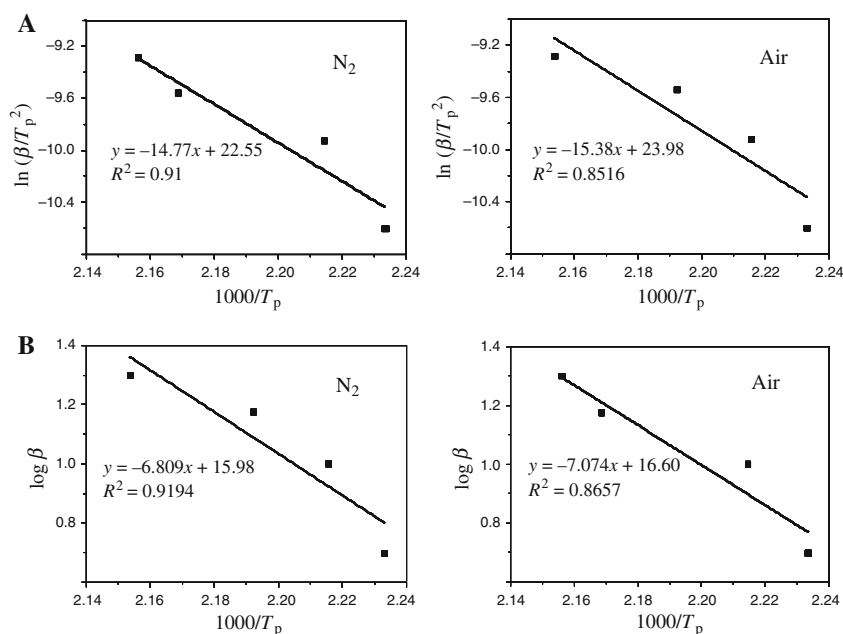 A
−9.2
−9.6
−10.0
−10.4
ln (β/Tp²)
N₂
y = −14.77x + 22.55
R² = 0.91
2.14 2.16 2.18 2.20 2.22 2.24
1000/Tp
−9.2
−9.6
−10.0
−10.4
ln (β/Tp²)
Air
y = −15.38x + 23.98
R² = 0.8516
2.14 2.16 2.18 2.20 2.22 2.24
1000/Tp
B
1.4
1.2
1.0
0.8
log β
N₂
y = −6.809x + 15.98
R² = 0.9194
2.14 2.16 2.18 2.20 2.22 2.24
1000/Tp
1.4
1.2
1.0
0.8
log β
Air
y = −7.074x + 16.60
R² = 0.8657
2.14 2.16 2.18 2.20 2.22 2.24
1000/Tp